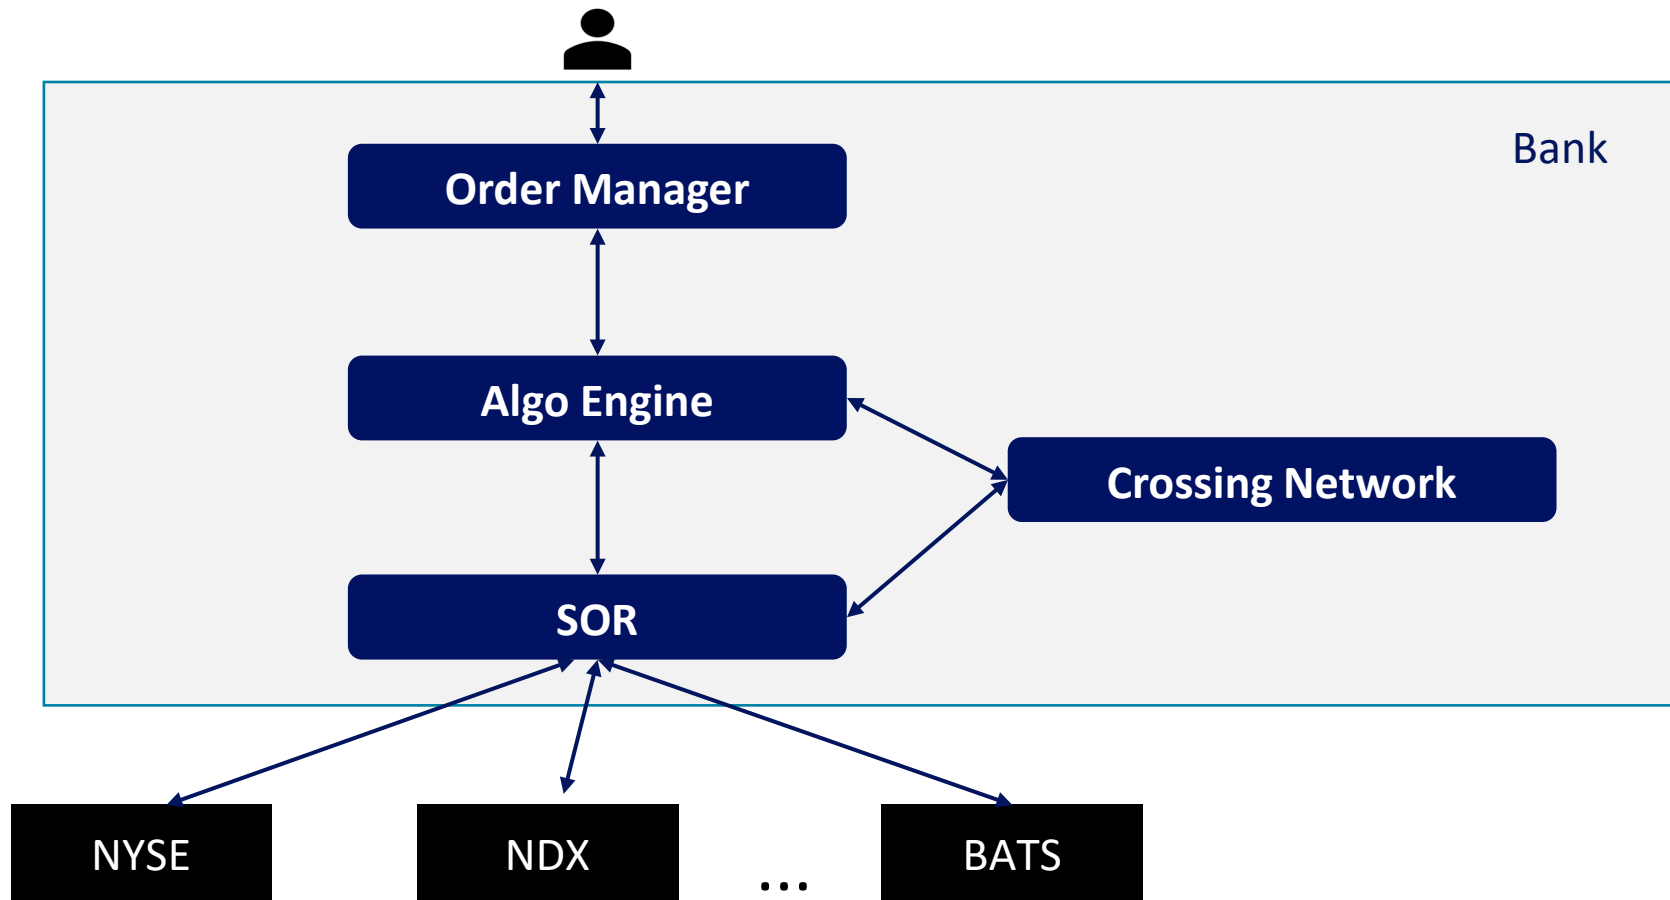 Bank
Order Manager
Algo Engine
Crossing Network
SOR
NYSE
NDX
...
BATS